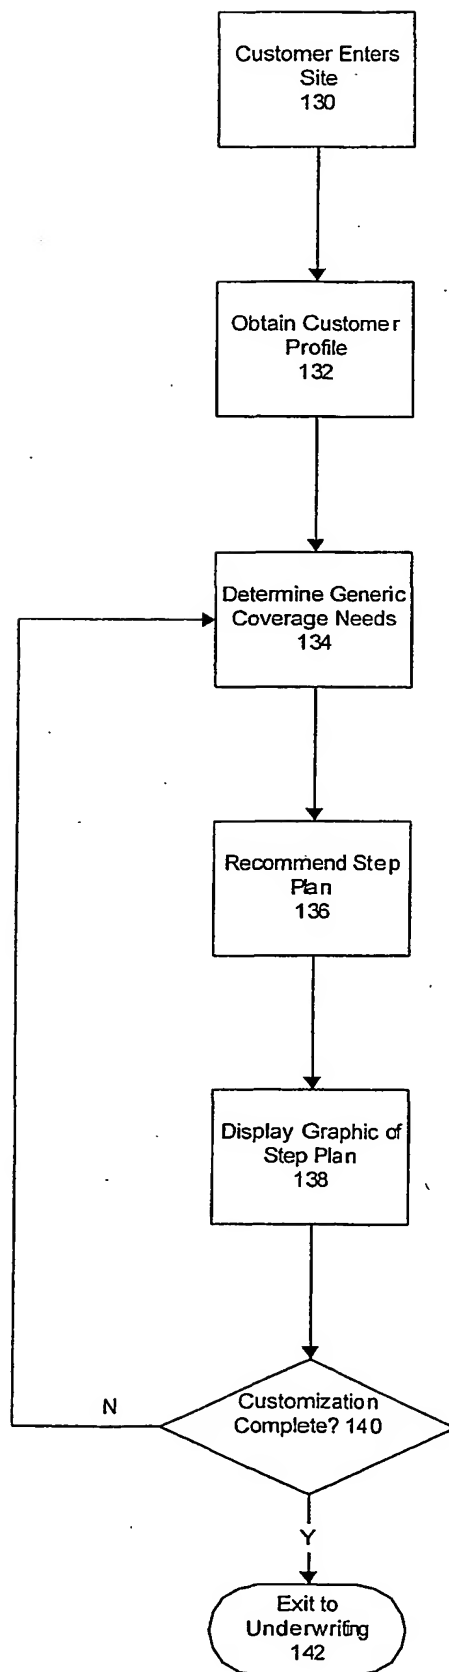 Customer Enters
Site
130
Obtain Customer
Profile
132
Determine Generic
Coverage Needs
134
Recommend Step
Plan
136
Display Graphic of
Step Plan
138
Customization
Complete? 140
N
Y
Exit to
Underwriting
142